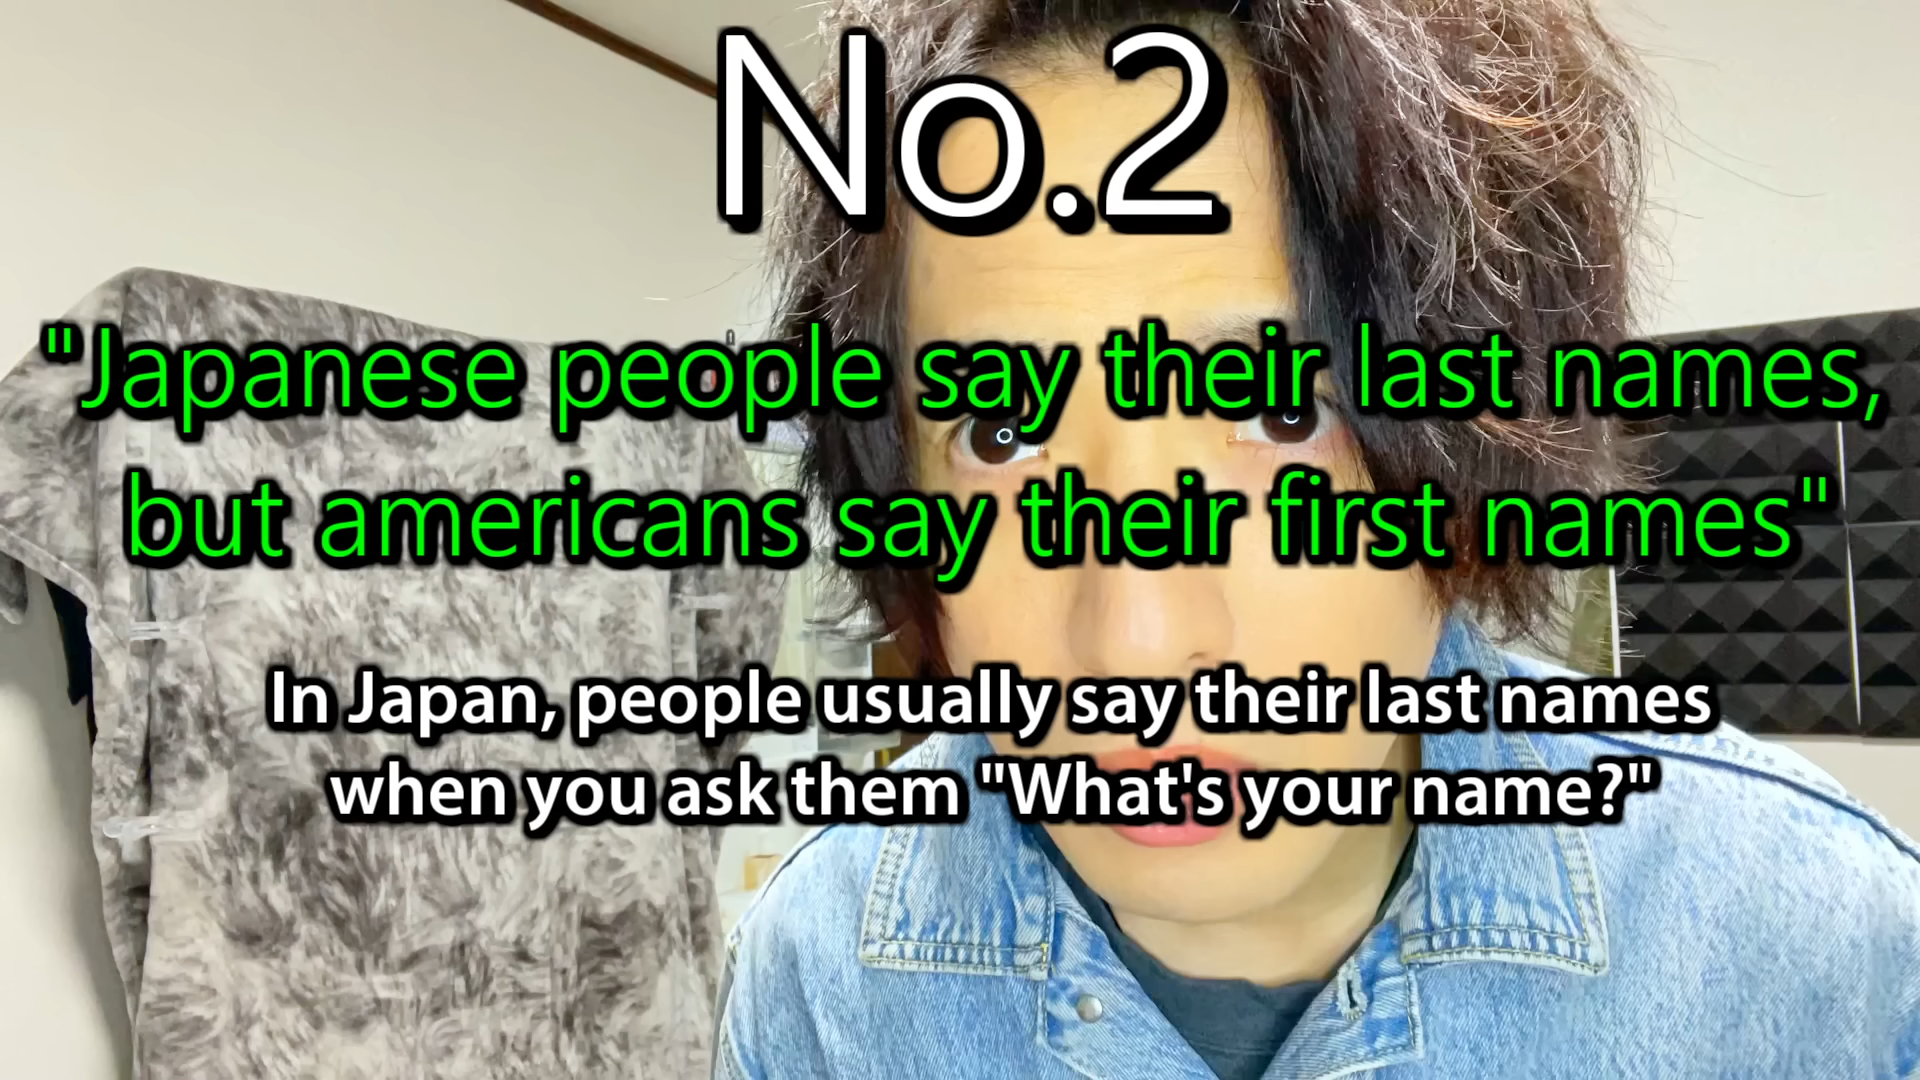 No.2
"Japanese people say their last names,
but americans say their first names"
In Japan, people usually say their last names
when you ask them "What's your name?"